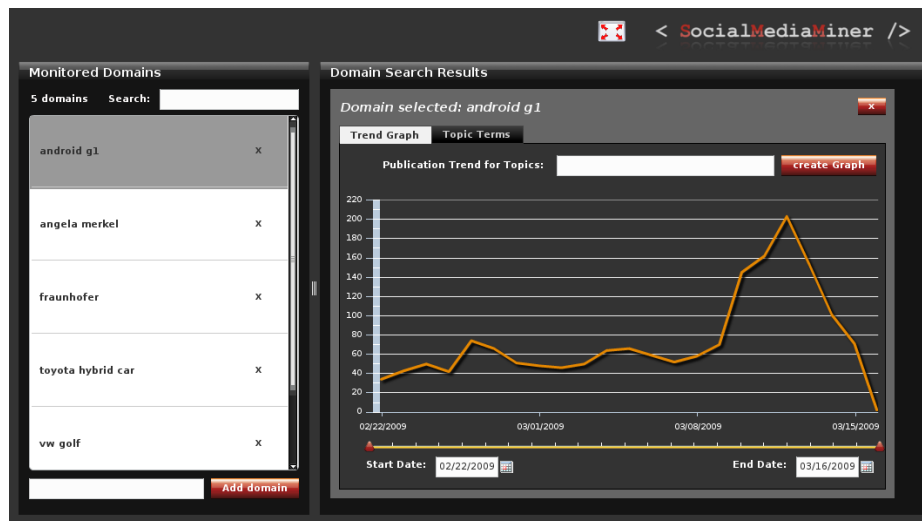 < SocialMediaMiner />
Monitored Domains
5 domains Search:
android g1 x
angela merkel x
fraunhofer x
toyota hybrid car x
vw golf x
Add domain
Domain Search Results
Domain selected: android g1 x
Trend Graph Topic Terms
Publication Trend for Topics: create Graph
220
200
180
160
140
120
100
80
60
40
20
0
02/22/2009 03/01/2009 03/08/2009 03/15/2009
Start Date: 02/22/2009 End Date: 03/16/2009